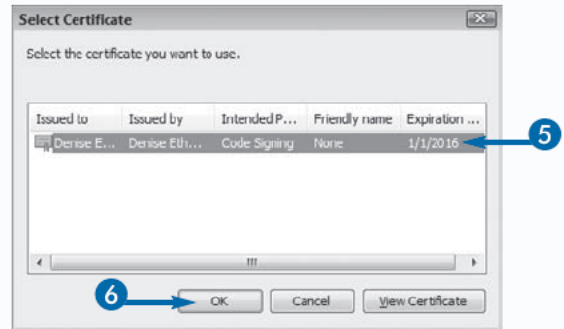 Select Certificate
Select the certificate you want to use.
Issued to Issued by Intended P... Friendly name Expiration ...
Denise E... Denise Eth... Code Signing None 1/1/2016
5
6
OK Cancel View Certificate